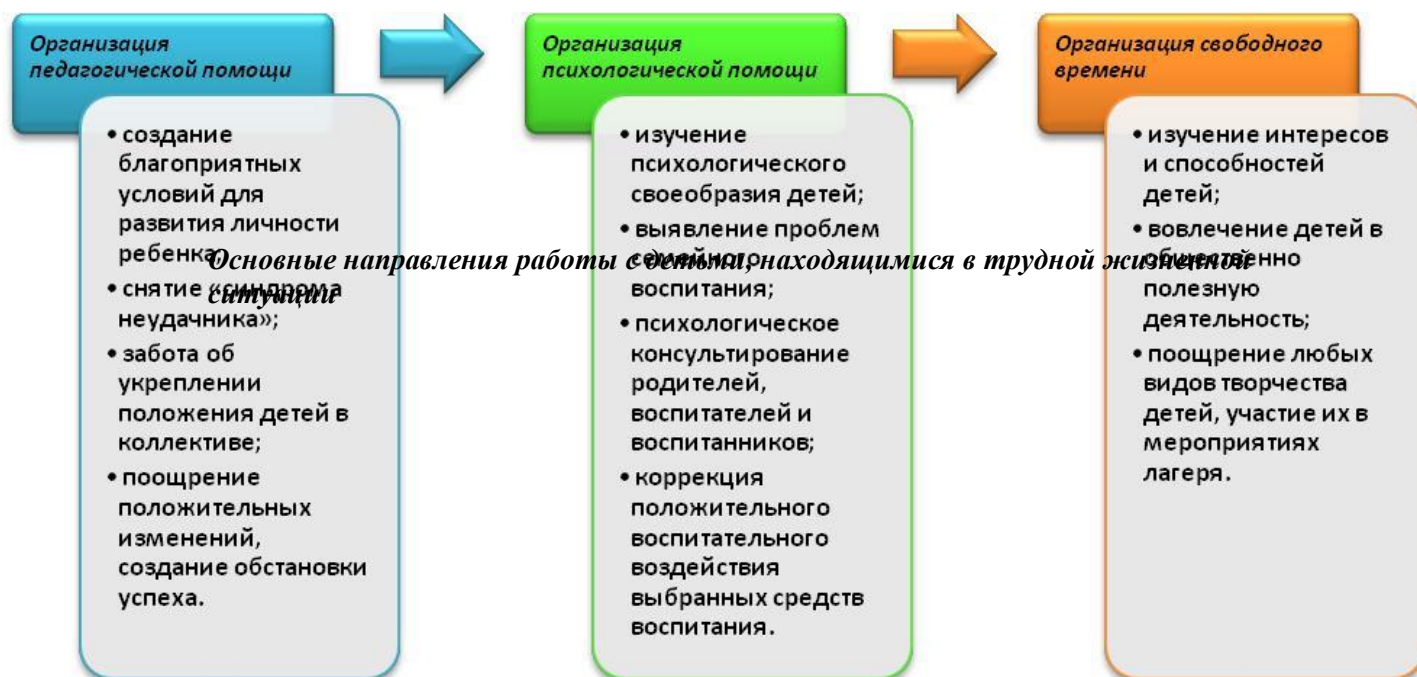 Организация
педагогической помощи
• создание
благоприятных
условий для
развития личности
ребенка;
• снятие «синдрома
неудачника»;
• забота об
укреплении
положения детей в
коллективе;
• поощрение
положительных
изменений,
создание обстановки
успеха.
Организация
психологической помощи
• изучение
психологического
своеобразия детей;
• выявление проблем
семейного
воспитания;
• психологическое
консультирование
родителей,
воспитателей и
воспитанников;
• коррекция
положительного
воспитательного
воздействия
выбранных средств
воспитания.
Организация свободного
времени
• изучение интересов
и способностей
детей;
• вовлечение детей в
общественно
полезную
деятельность;
• поощрение любых
видов творчества
детей, участие их в
мероприятиях
лагеря.
Основные направления работы с детьми, находящимися в трудной жизненной
ситуации